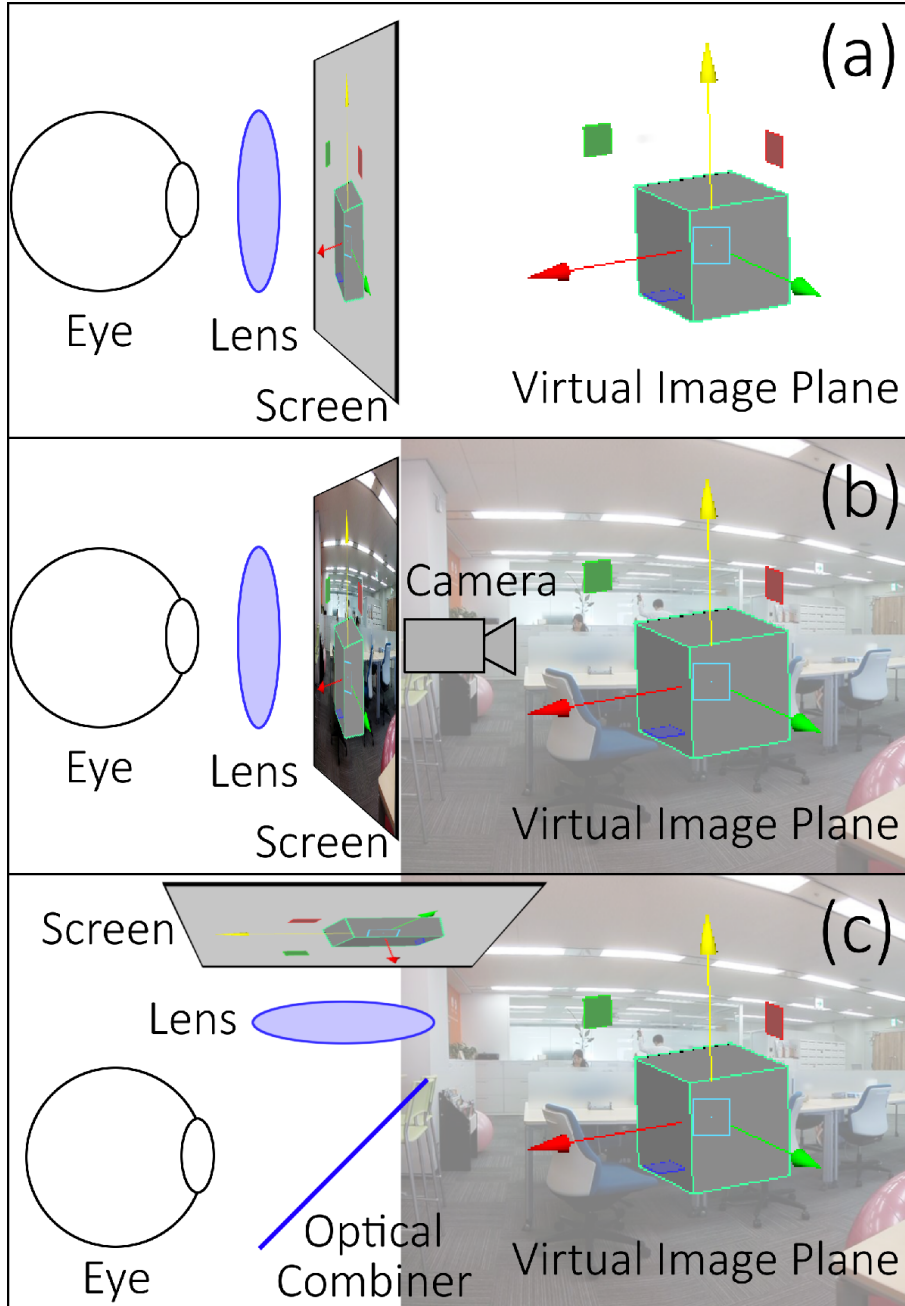 (a)
Eye
Lens
Screen
Virtual Image Plane
(b)
Camera
Eye
Lens
Screen
Virtual Image Plane
(c)
Screen
Lens
Eye
Optical
Combiner
Virtual Image Plane